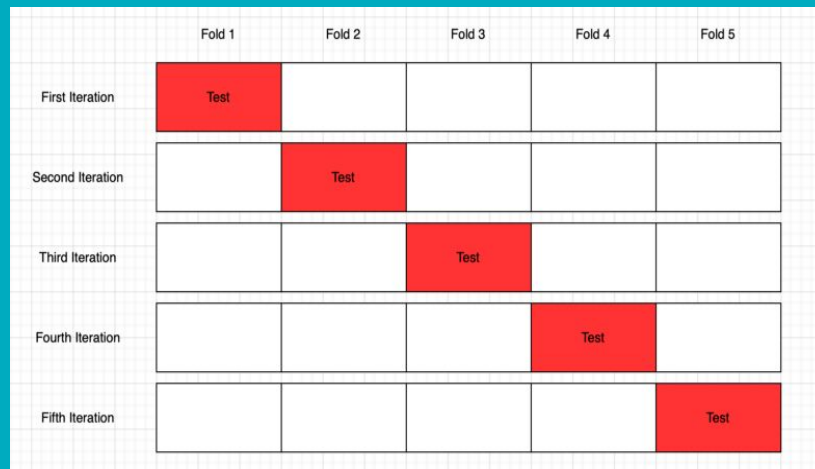 Fold 1 Fold 2 Fold 3 Fold 4 Fold 5
First Iteration Test
Second Iteration Test
Third Iteration Test
Fourth Iteration Test
Fifth Iteration Test